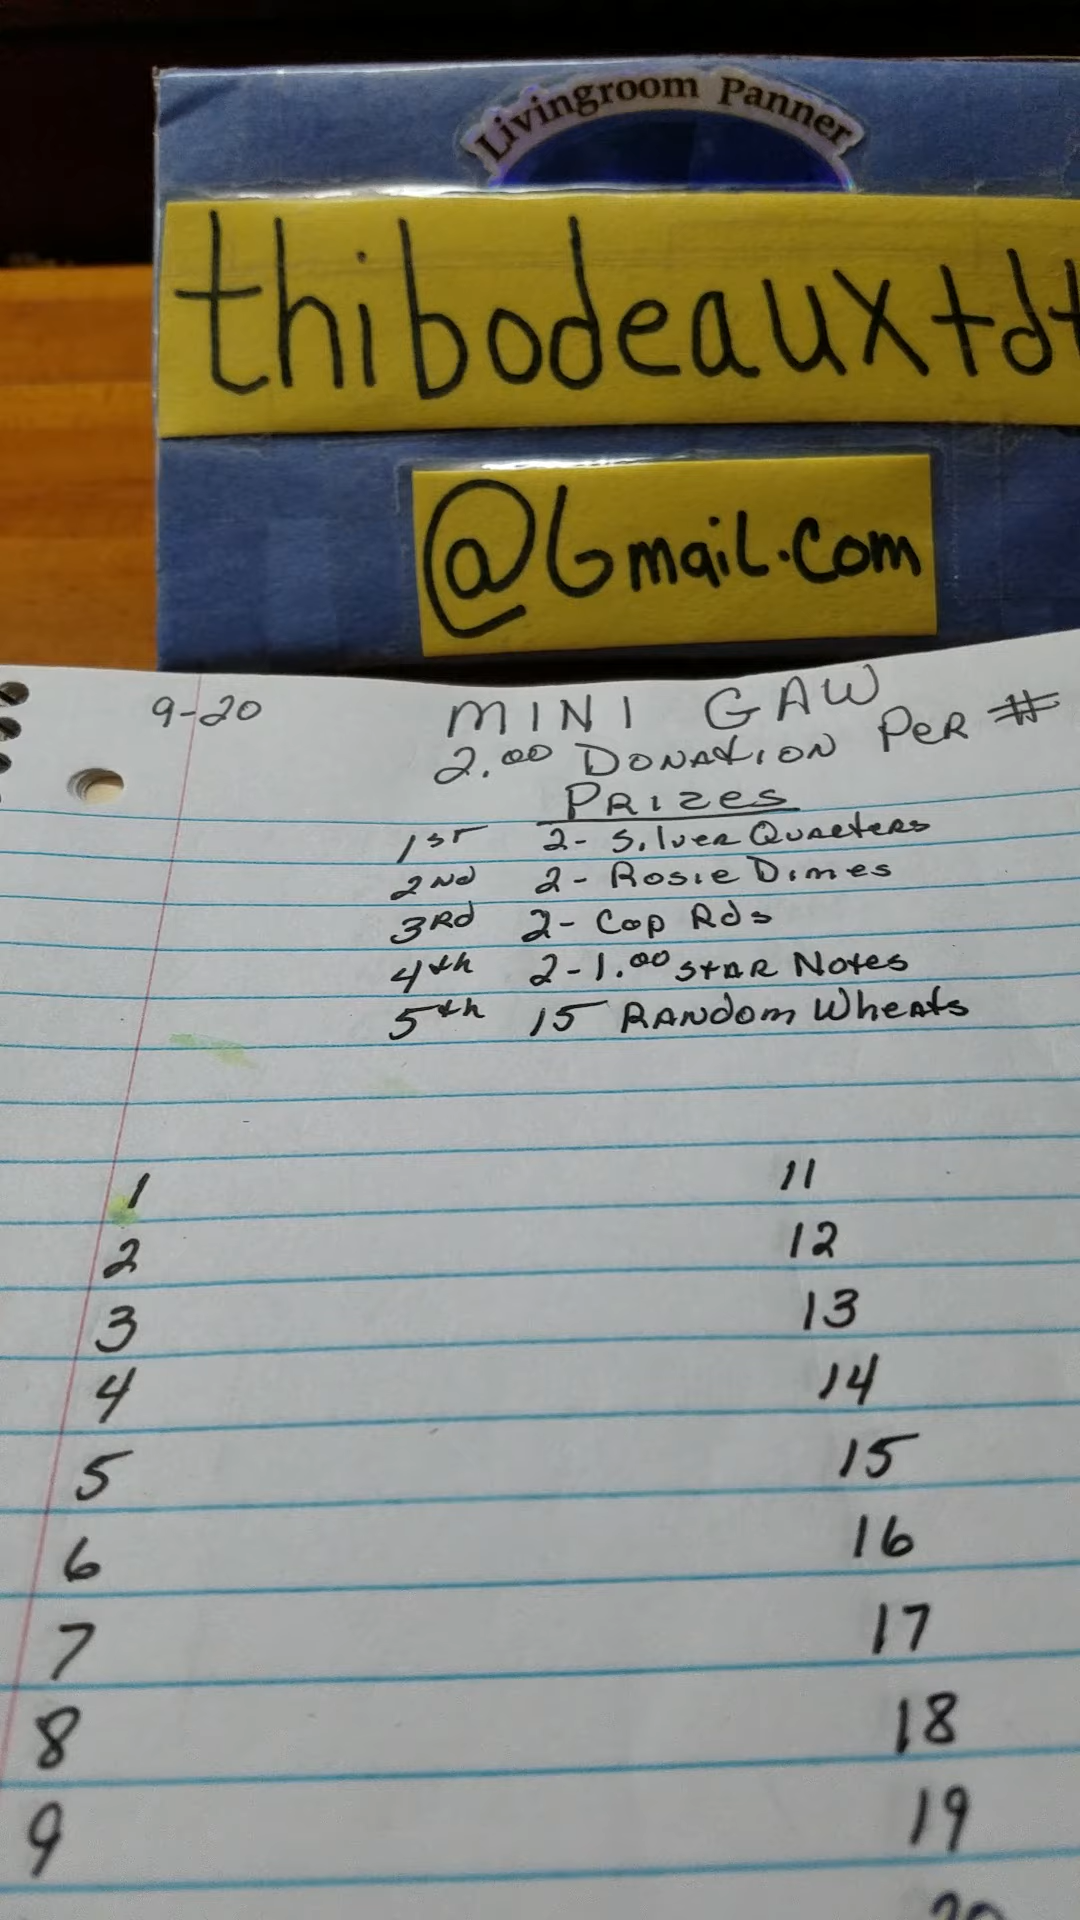 Livingroom Panner
thibodeauxtdt
@Gmail.com
9-20 MINI GAW
2.00 Donation Per #
Prizes
1st 2- Silver Quarters
2nd 2- Rosie Dimes
3Rd 2- Cop Rds
4th 2-1.00 STAR Notes
5th 15 Random Wheats
1 11
2 12
3 13
4 14
5 15
6 16
7 17
8 18
9 19
20